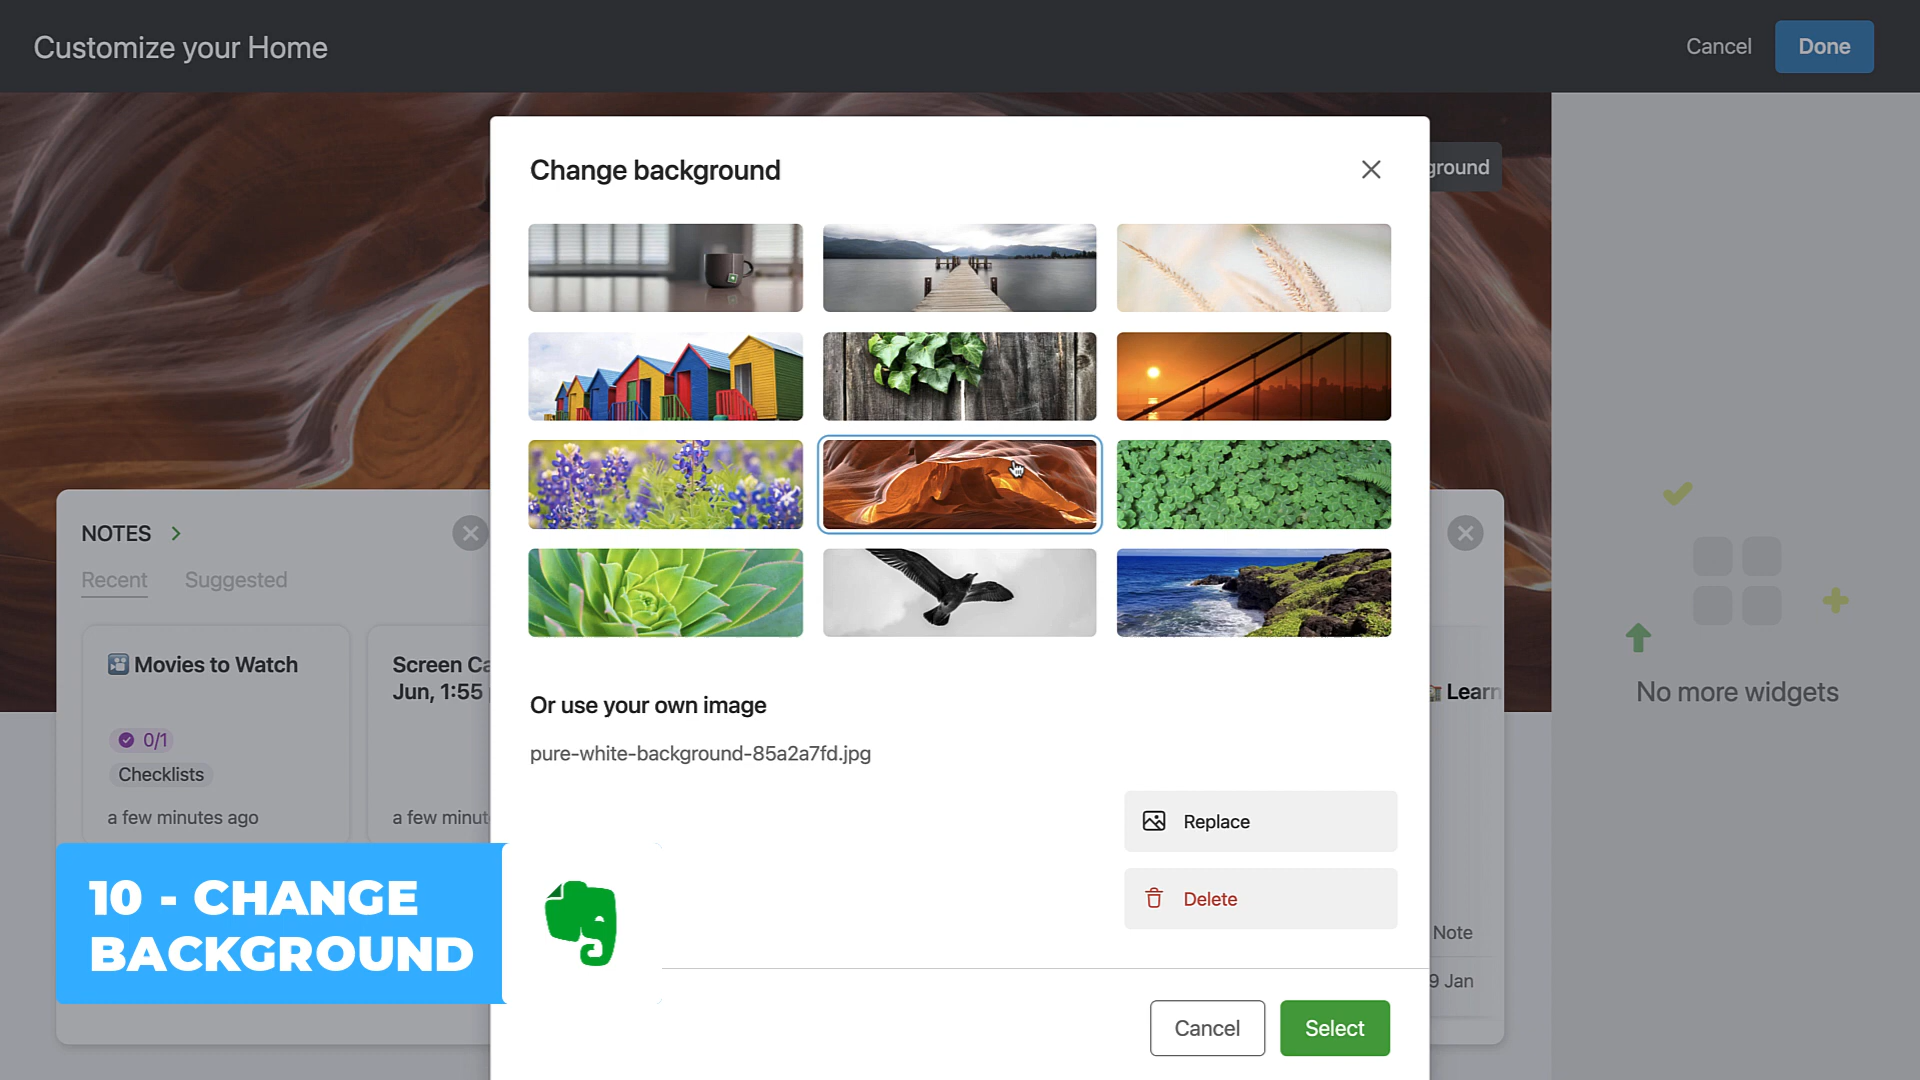 Customize your Home
Cancel
Done
Change background
ground
NOTES
Recent
Suggested
Movies to Watch
0/1
Checklists
a few minutes ago
Screen Ca
Jun, 1:55
a few minut
Or use your own image
pure-white-background-85a2a7fd.jpg
Replace
Delete
Cancel
Select
Learn
Note
9 Jan
No more widgets
10 - CHANGE
BACKGROUND